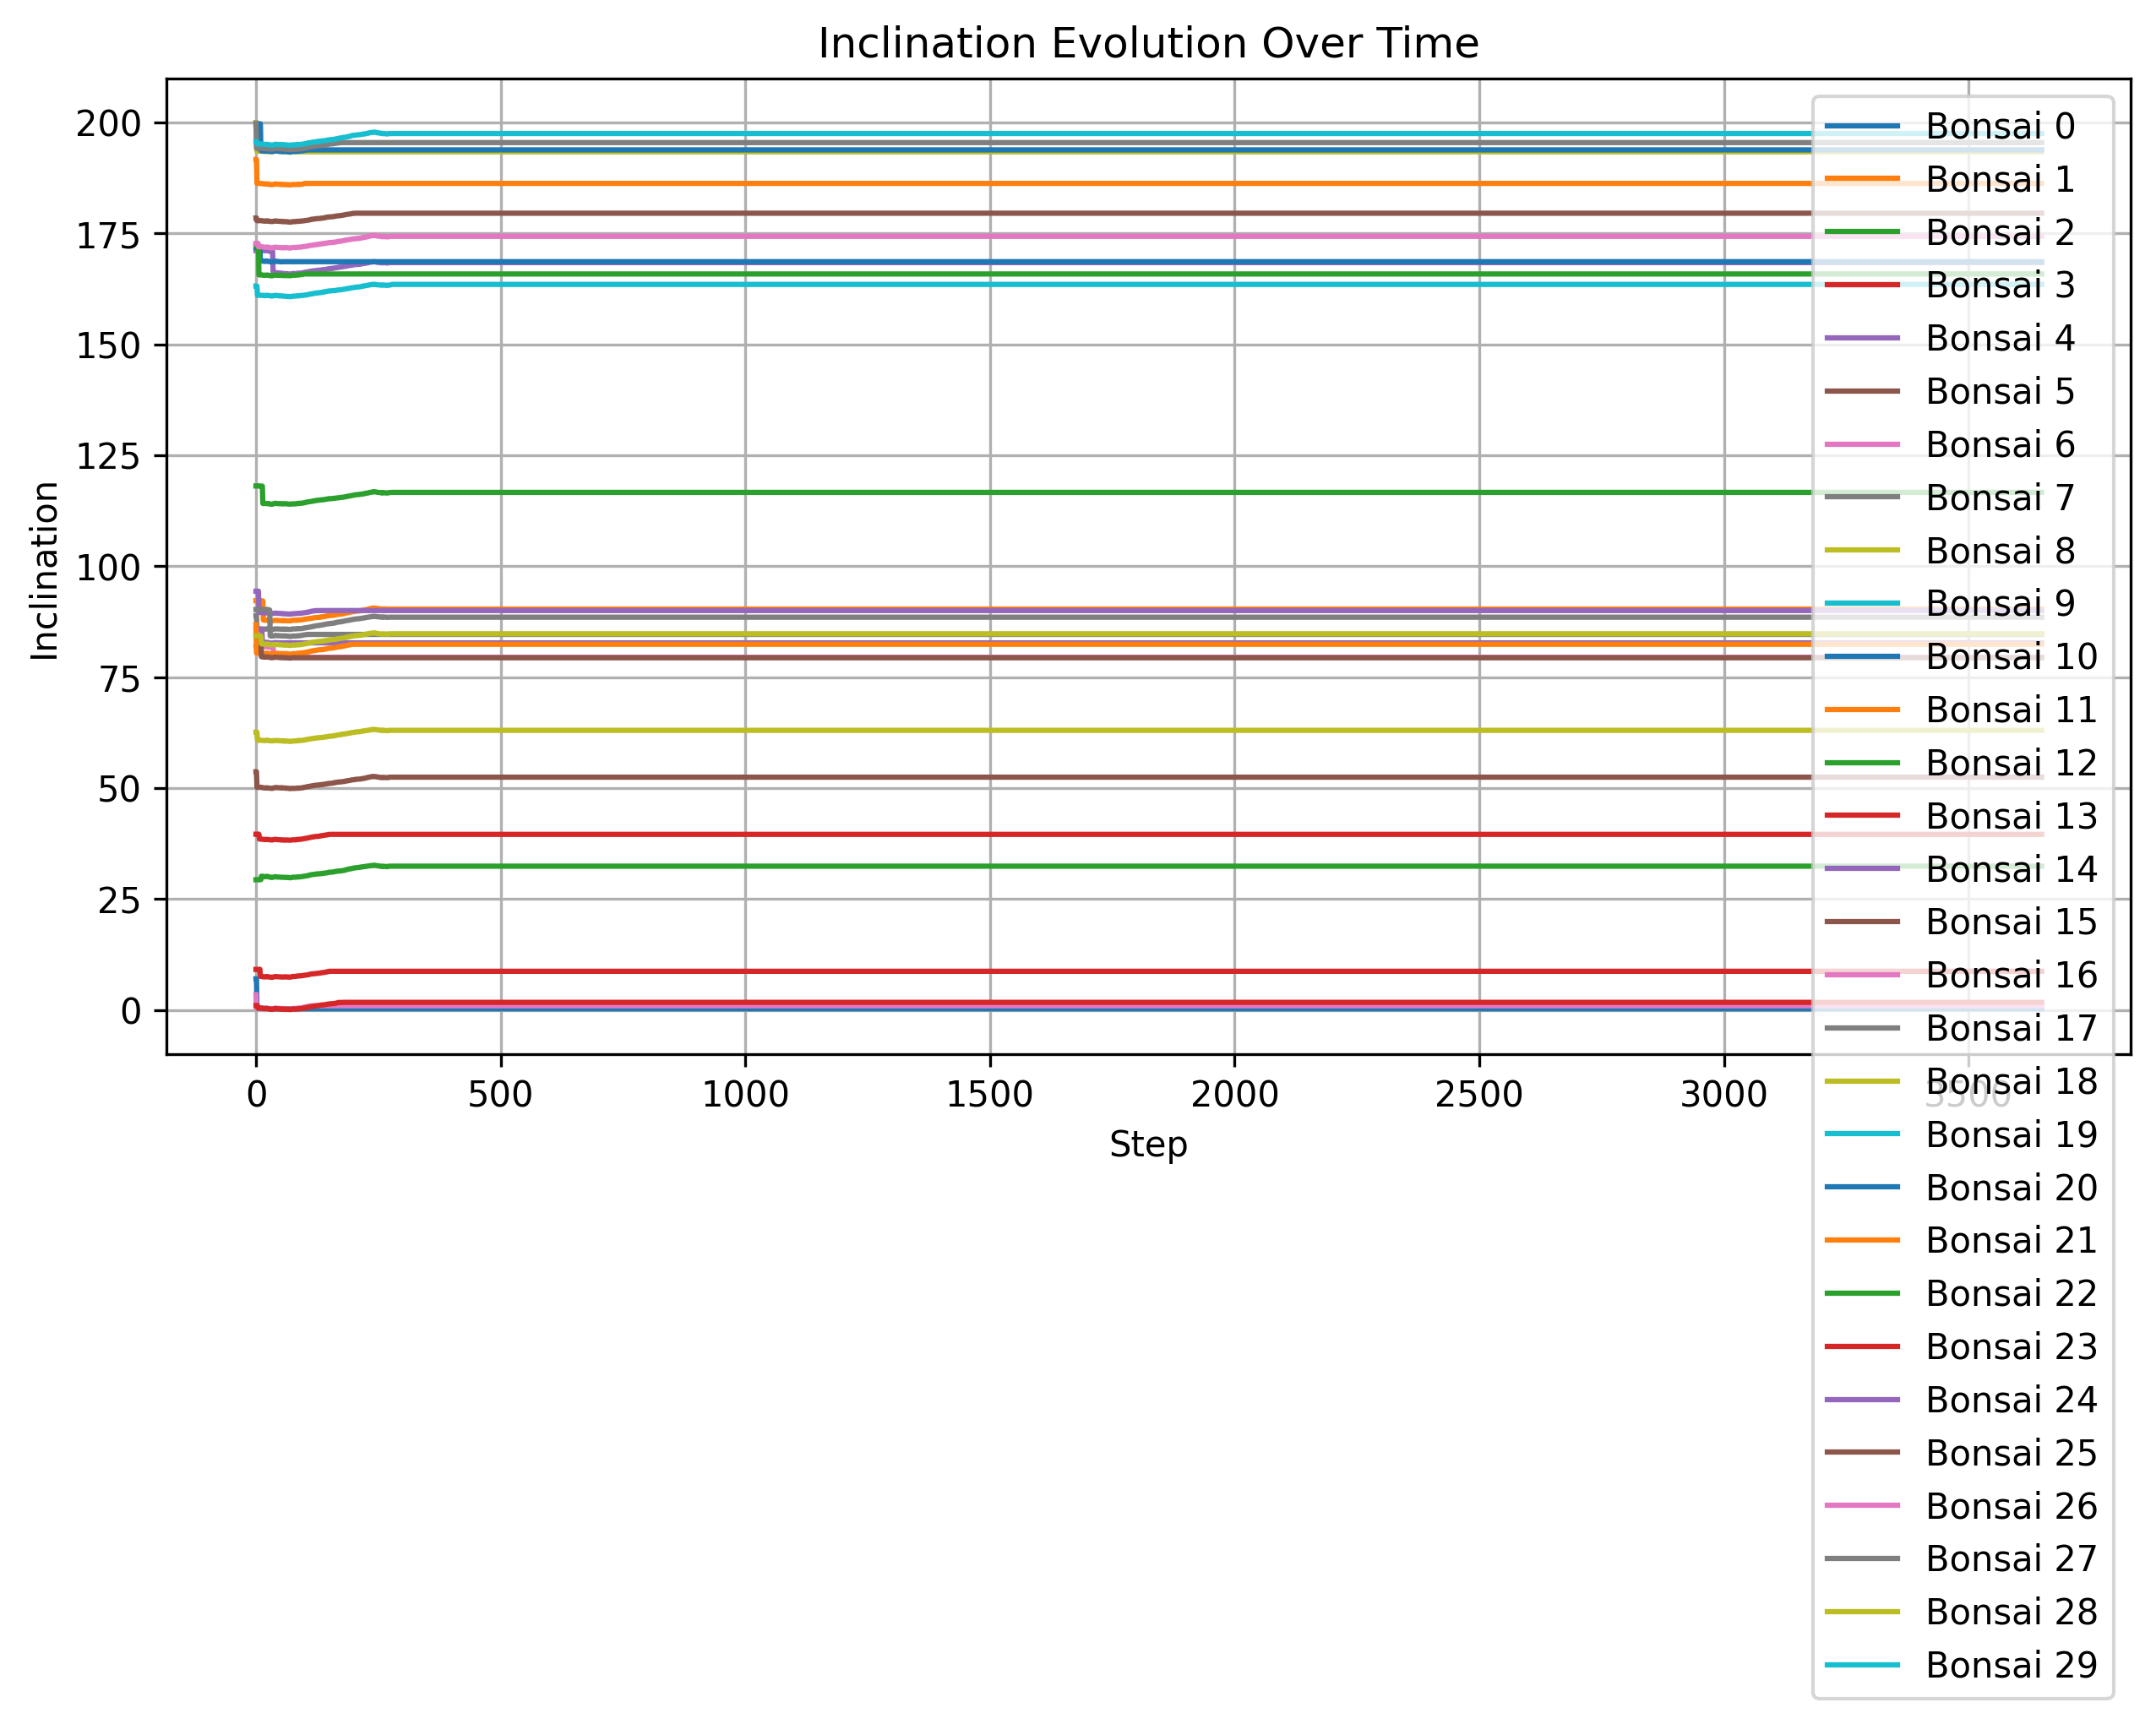 Inclination Evolution Over Time
Inclination
200
175
150
125
100
75
50
25
0
0 500 1000 1500 2000 2500 3000 3500
Step
Bonsai 0
Bonsai 1
Bonsai 2
Bonsai 3
Bonsai 4
Bonsai 5
Bonsai 6
Bonsai 7
Bonsai 8
Bonsai 9
Bonsai 10
Bonsai 11
Bonsai 12
Bonsai 13
Bonsai 14
Bonsai 15
Bonsai 16
Bonsai 17
Bonsai 18
Bonsai 19
Bonsai 20
Bonsai 21
Bonsai 22
Bonsai 23
Bonsai 24
Bonsai 25
Bonsai 26
Bonsai 27
Bonsai 28
Bonsai 29